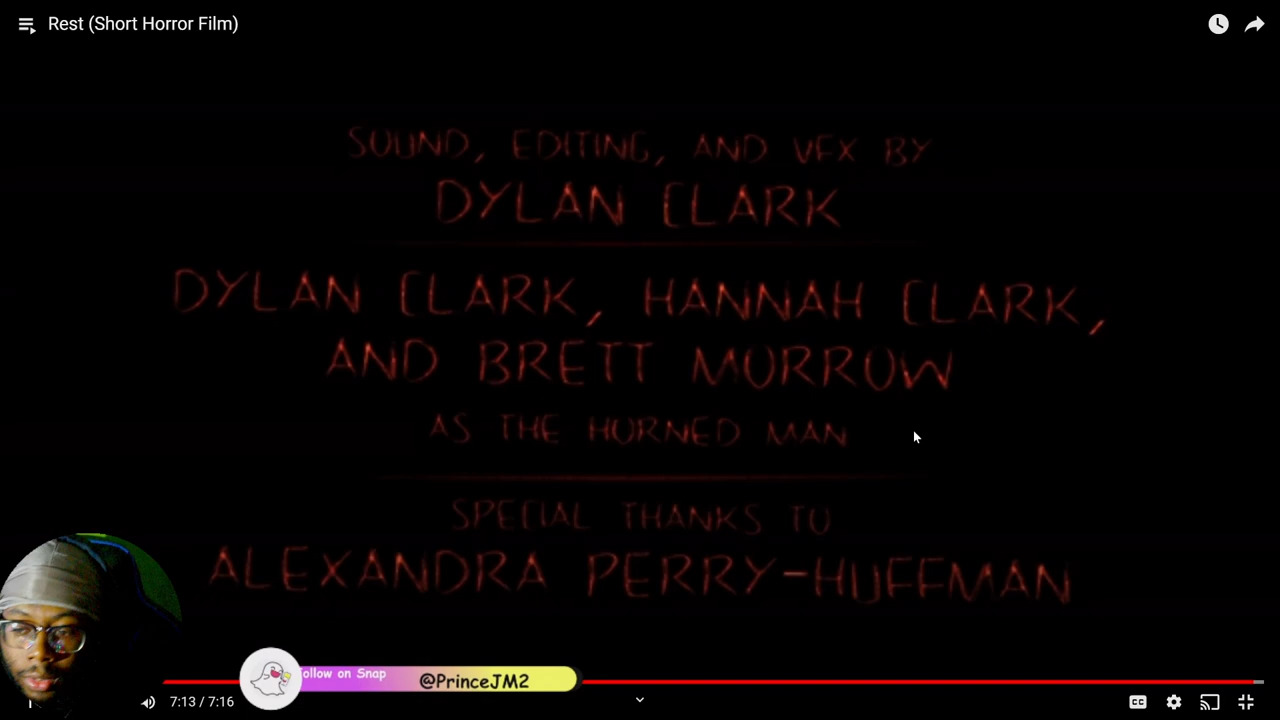 Rest (Short Horror Film)
SOUND, EDITING, AND VFX BY
DYLAN CLARK
DYLAN CLARK, HANNAH CLARK,
AND BRETT MURROW
AS THE HORNED MAN
SPECIAL THANKS TO
ALEXANDRA PERRY-HUFFMAN
ollow on Snap
@PrinceJM2
7:13 / 7:16
CC